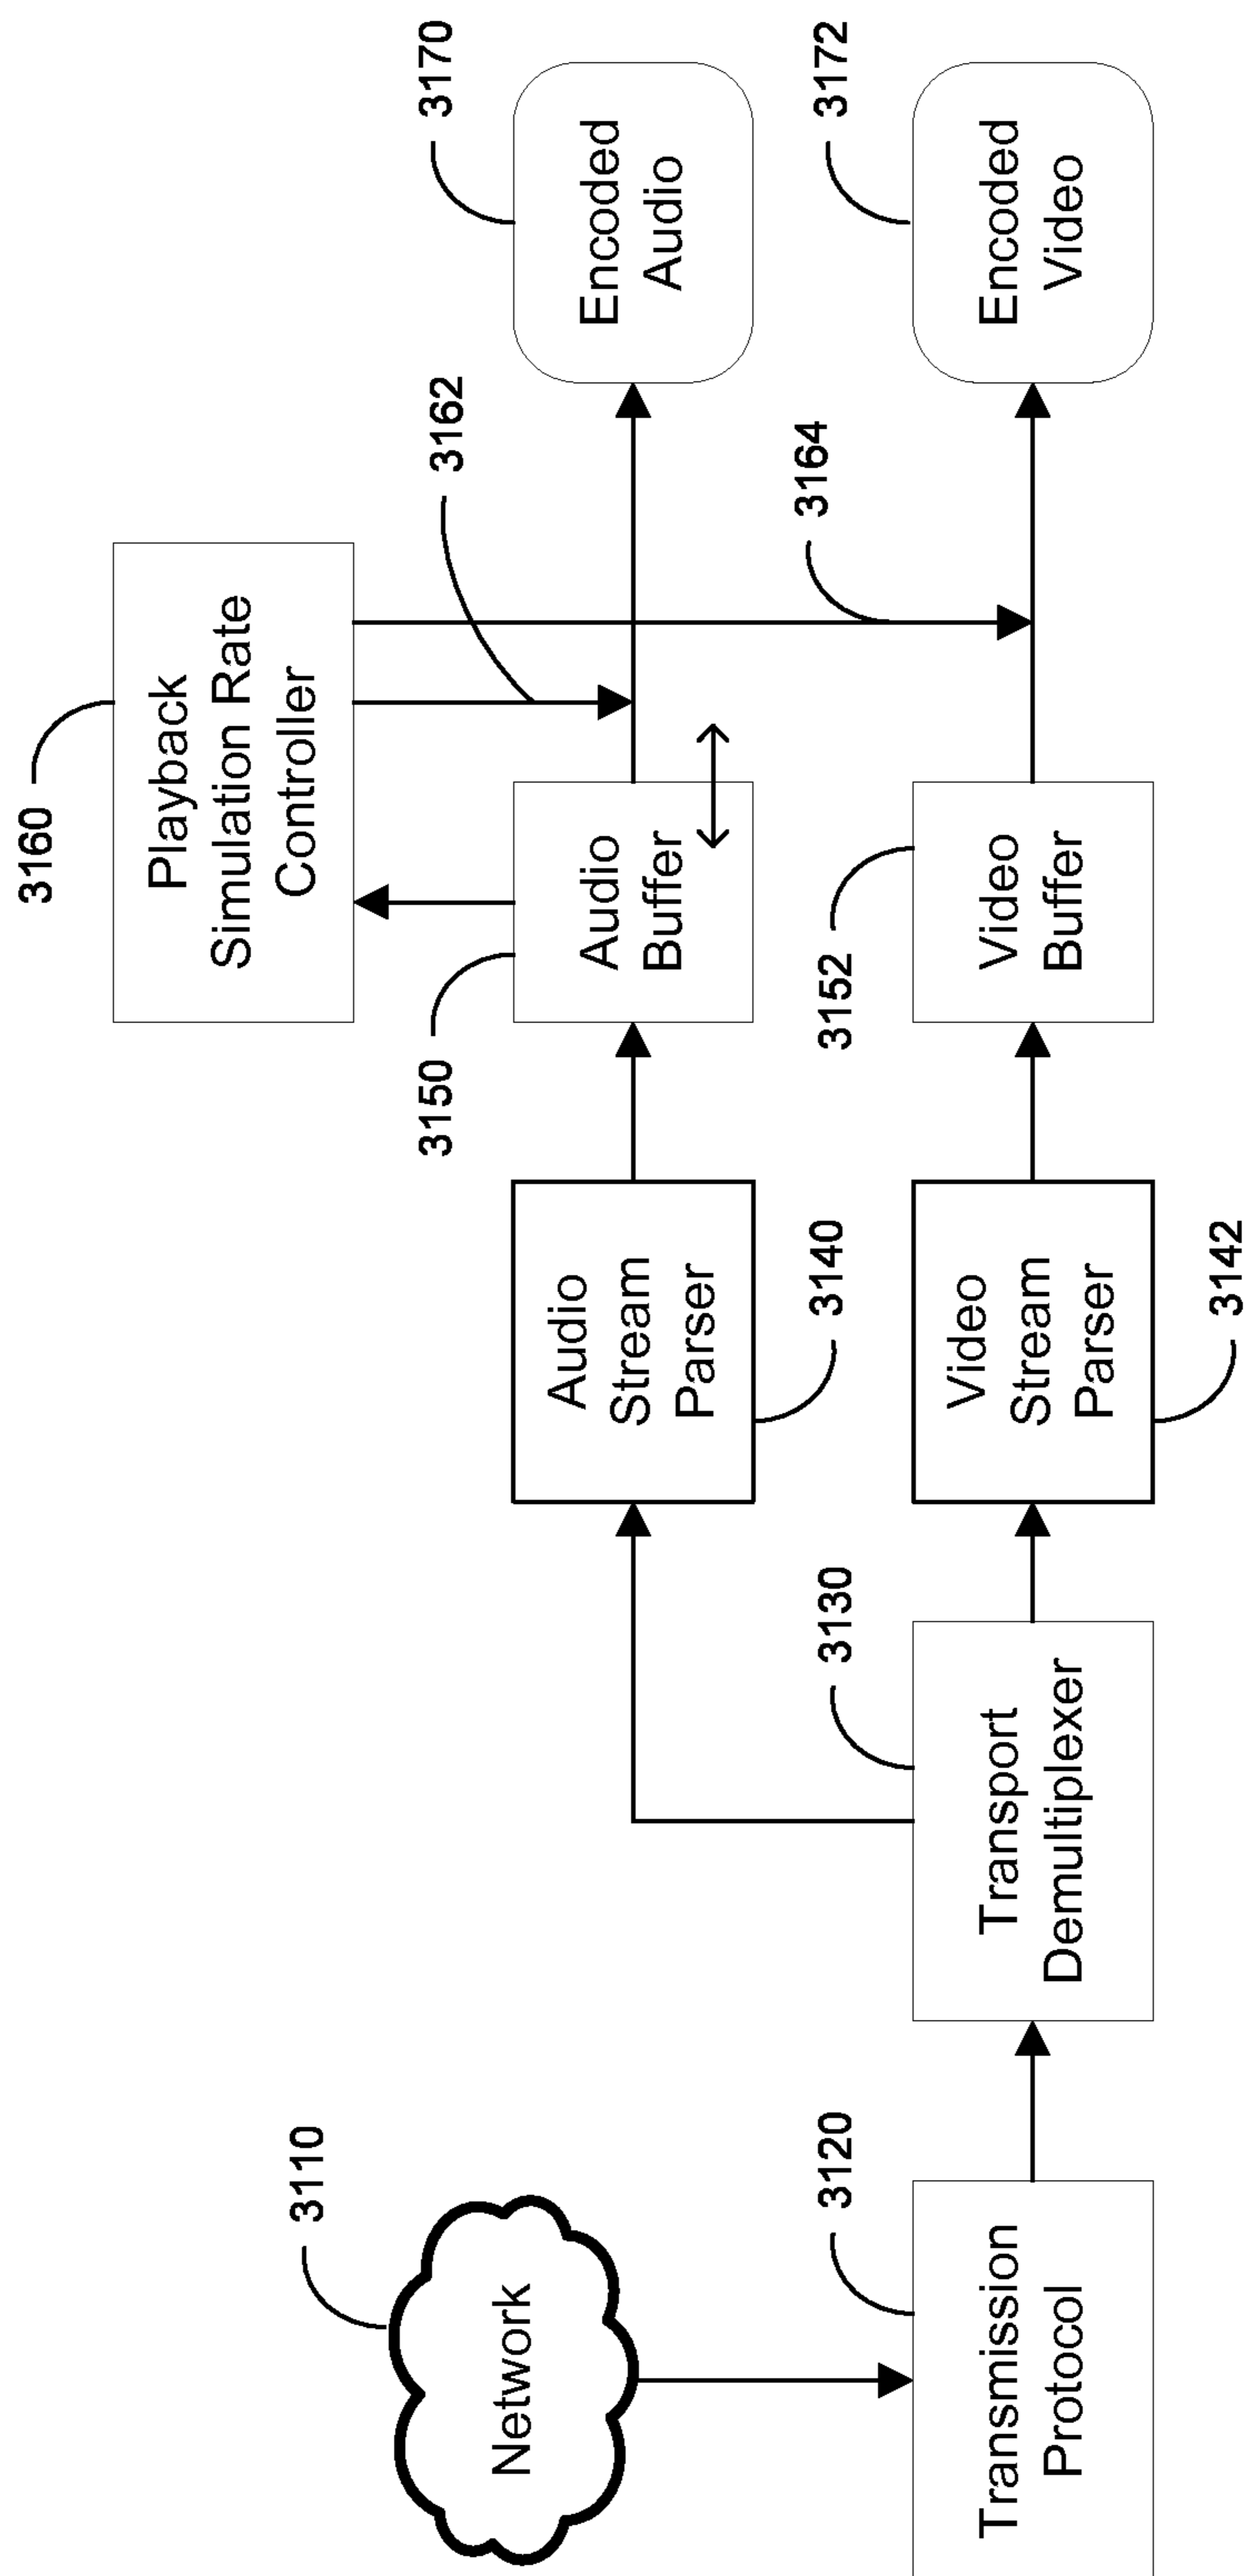 3160
Playback
Simulation Rate
Controller
3110
Network
3150
3162
3170
Audio
Stream
Parser
3140
Audio
Buffer
Encoded
Audio
3120
3130
3152
3164
3172
Transmission
Protocol
Transport
Demultiplexer
Video
Stream
Parser
3142
Video
Buffer
Encoded
Video